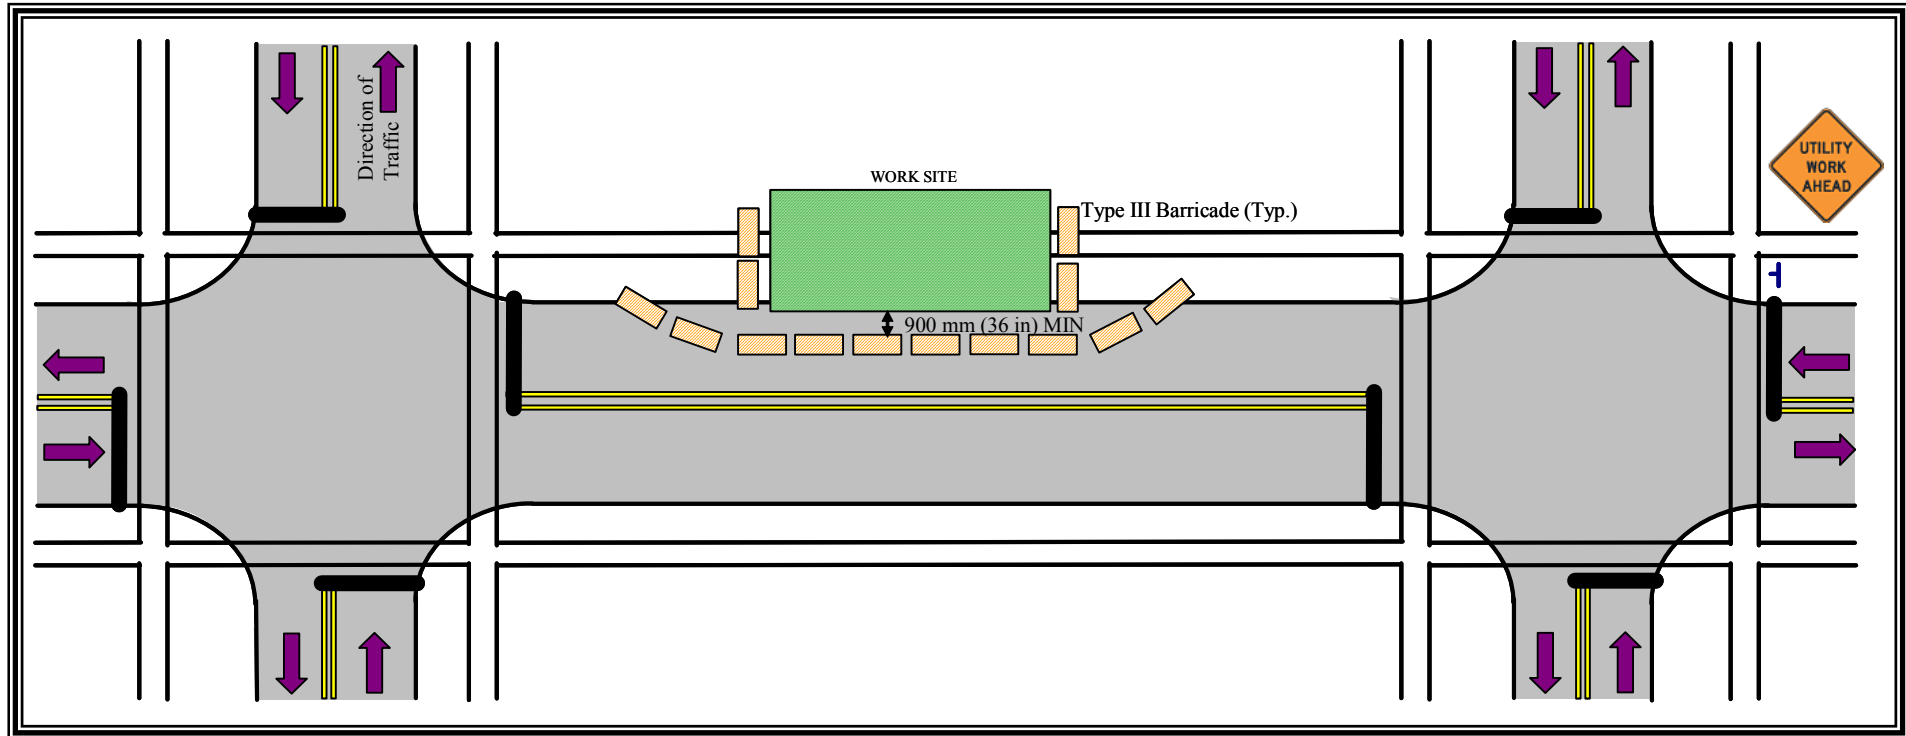 Direction of
Traffic
WORK SITE
Type III Barricade (Typ.)
900 mm (36 in) MIN
UTILITY
WORK
AHEAD